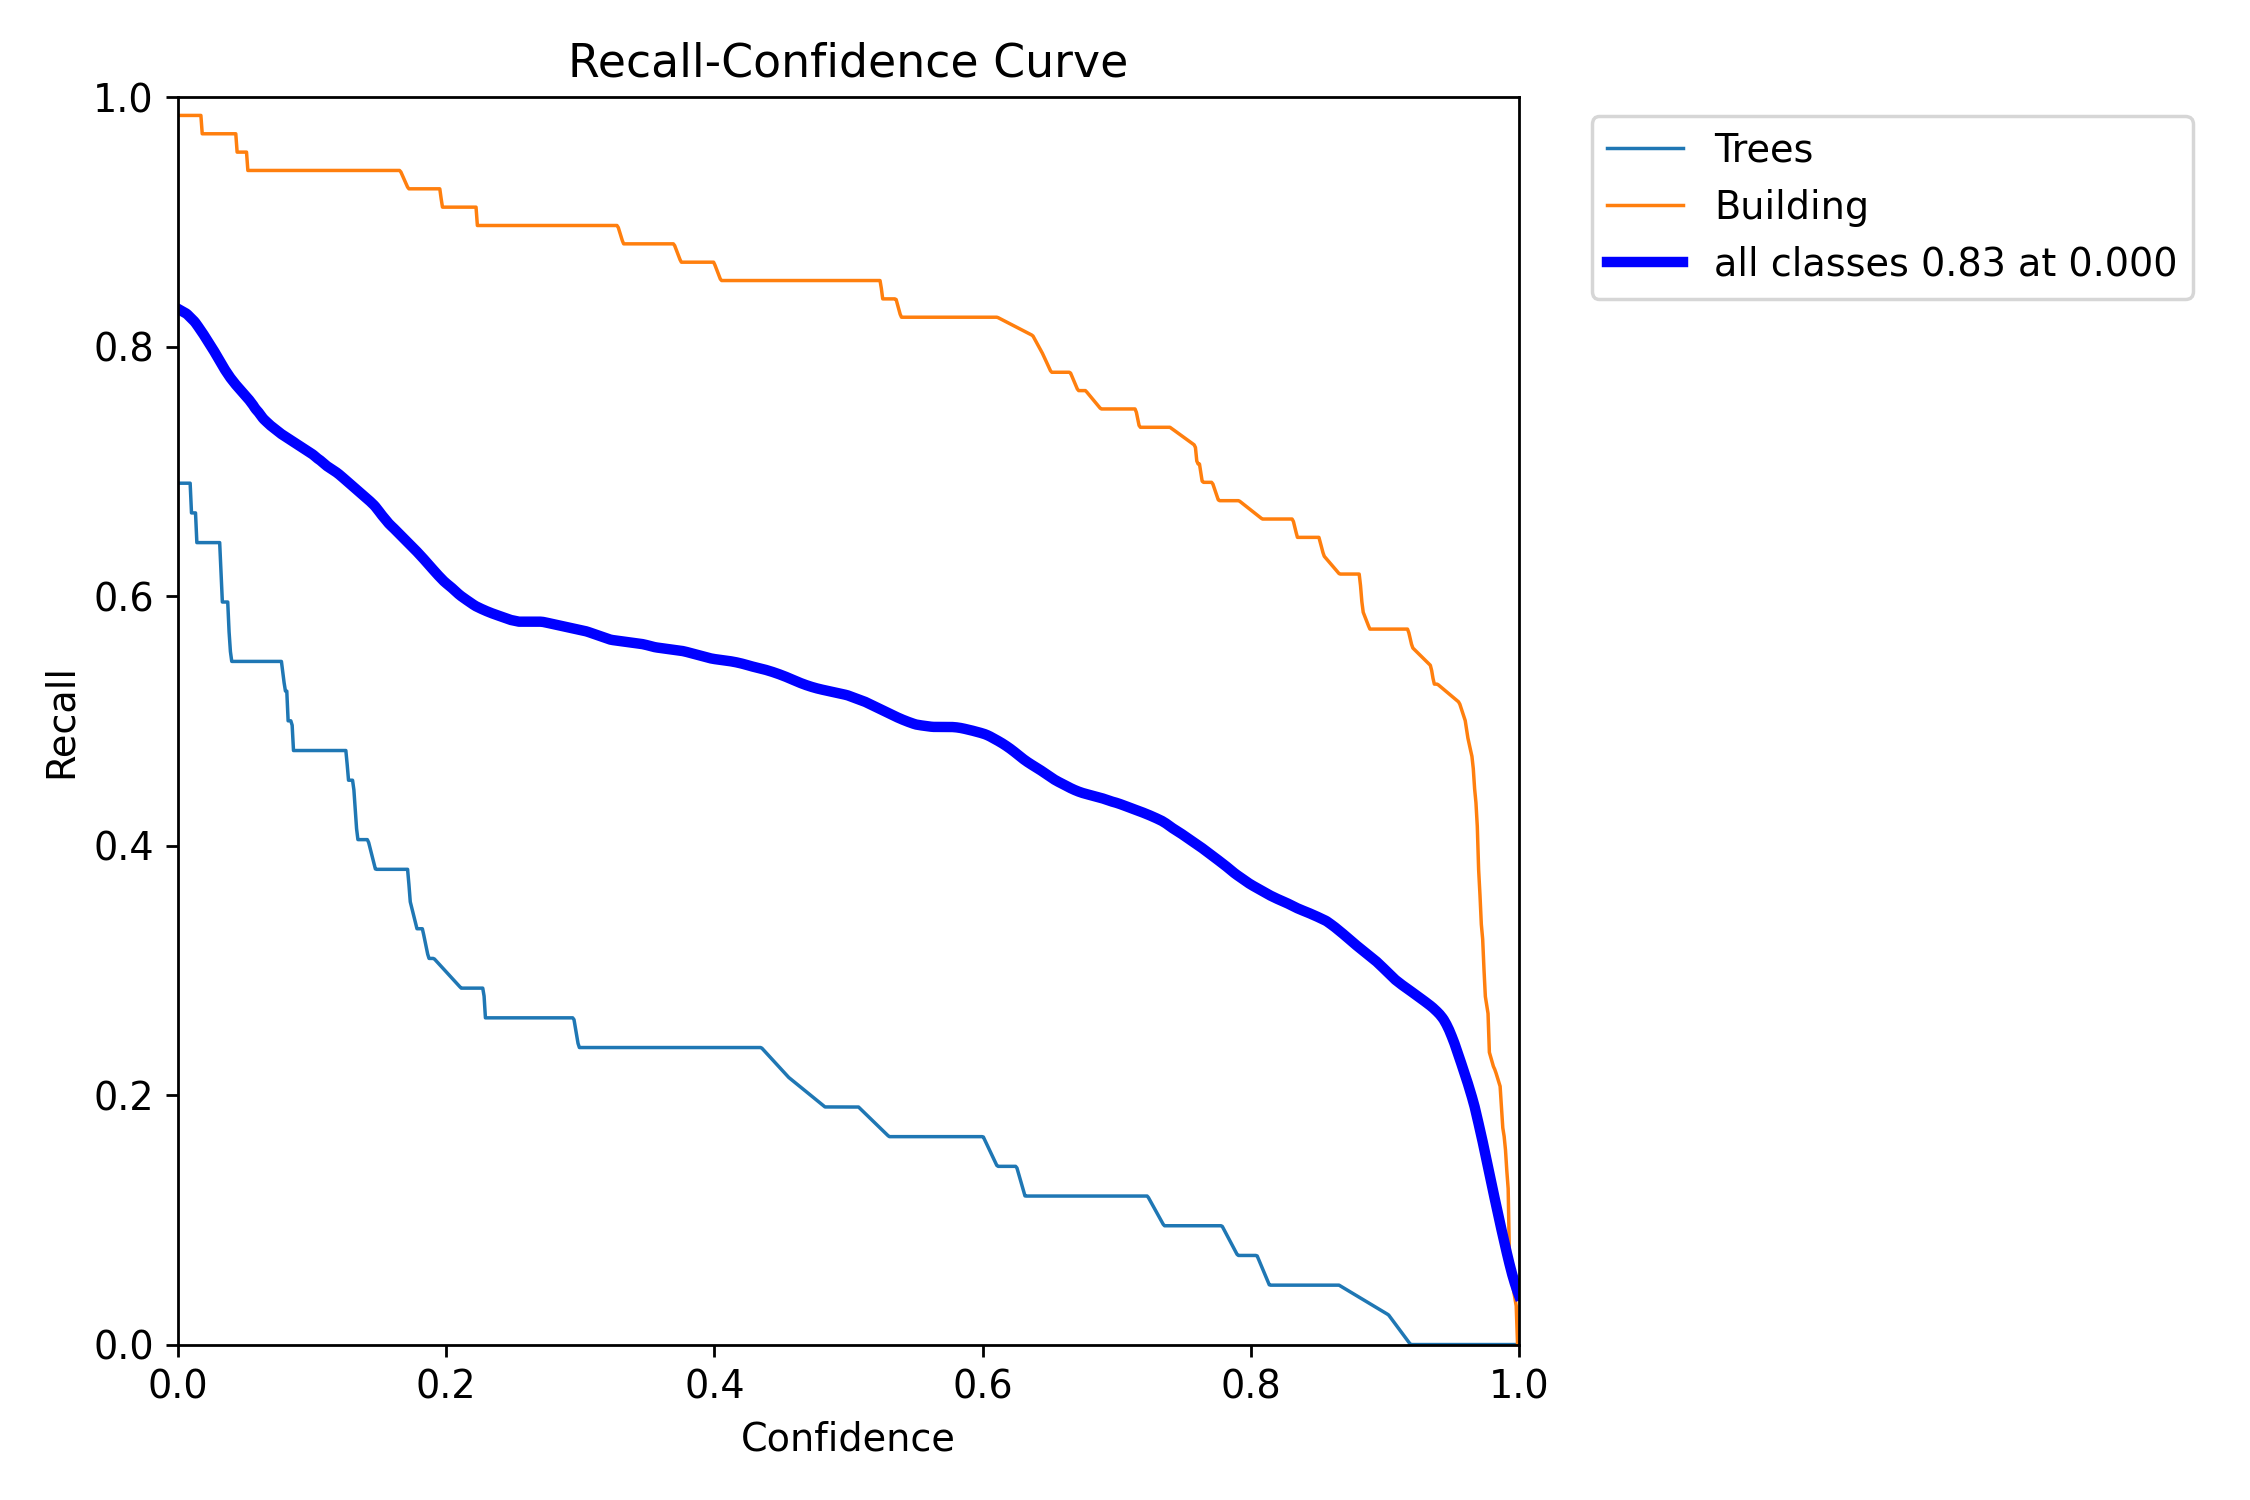 Recall-Confidence Curve
1.0
0.8
0.6
0.4
0.2
0.0
Recall
0.0 0.2 0.4 0.6 0.8 1.0
Confidence
Trees
Building
all classes 0.83 at 0.000